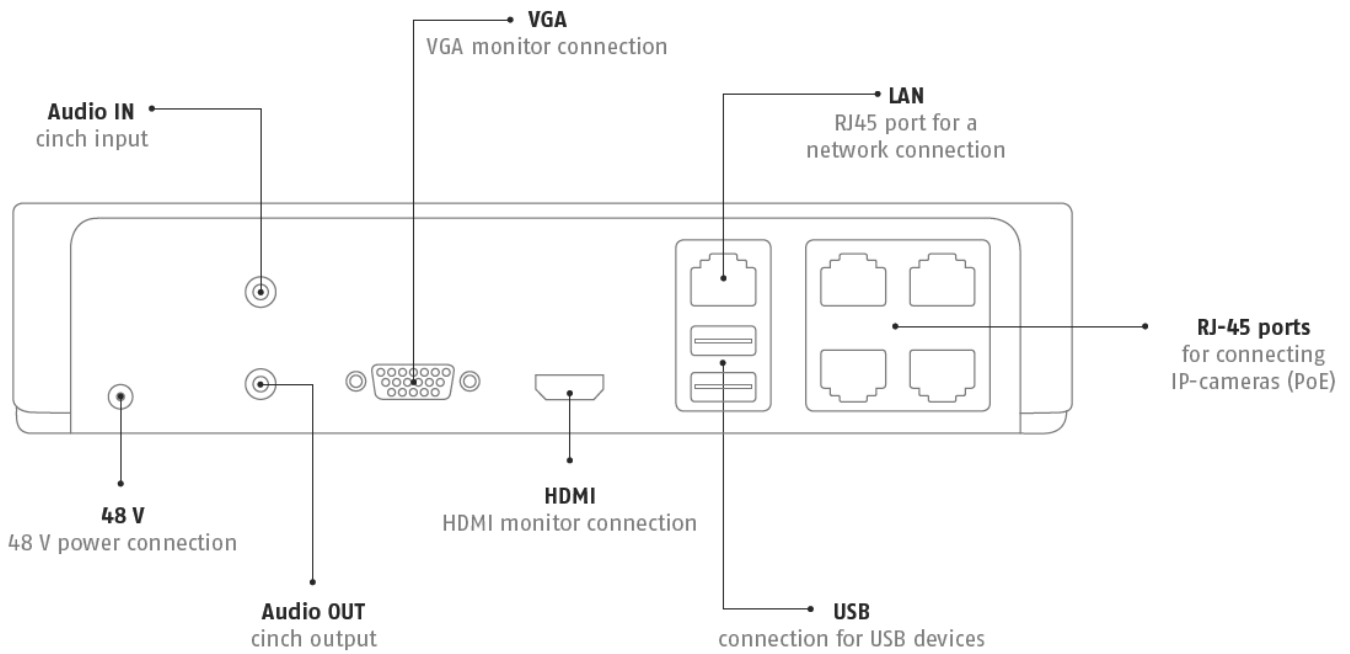 VGA
VGA monitor connection
Audio IN
cinch input
LAN
RJ45 port for a
network connection
RJ-45 ports
for connecting
IP-cameras (PoE)
48 V
48 V power connection
HDMI
HDMI monitor connection
Audio OUT
cinch output
USB
connection for USB devices